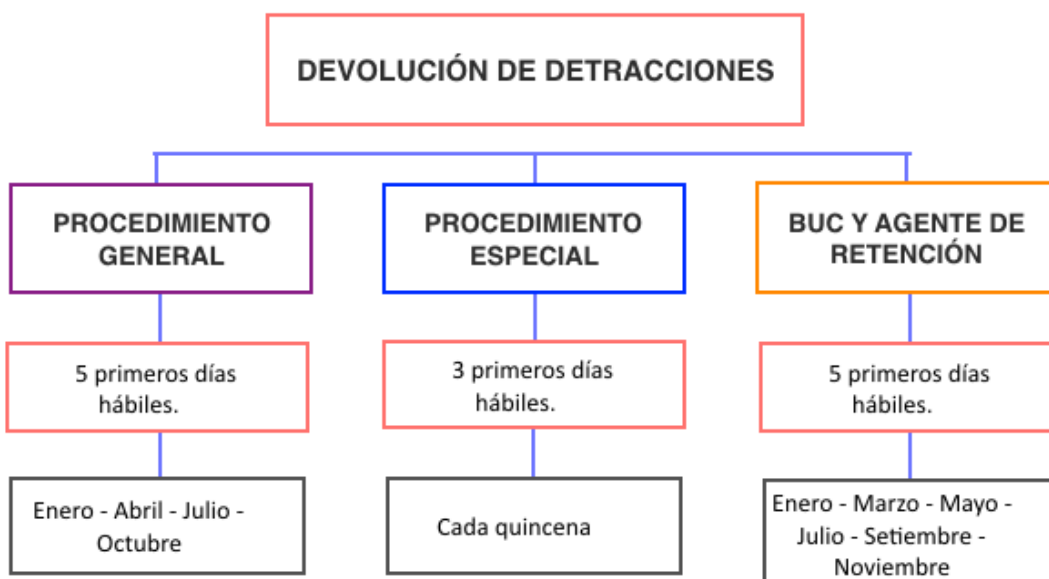 DEVOLUCIÓN DE DETRACCIONES
PROCEDIMIENTO
GENERAL
5 primeros días
hábiles.
Enero - Abril - Julio -
Octubre
PROCEDIMIENTO
ESPECIAL
3 primeros días
hábiles.
Cada quincena
BUC Y AGENTE DE
RETENCIÓN
5 primeros días
hábiles.
Enero - Marzo - Mayo -
Julio - Setiembre -
Noviembre